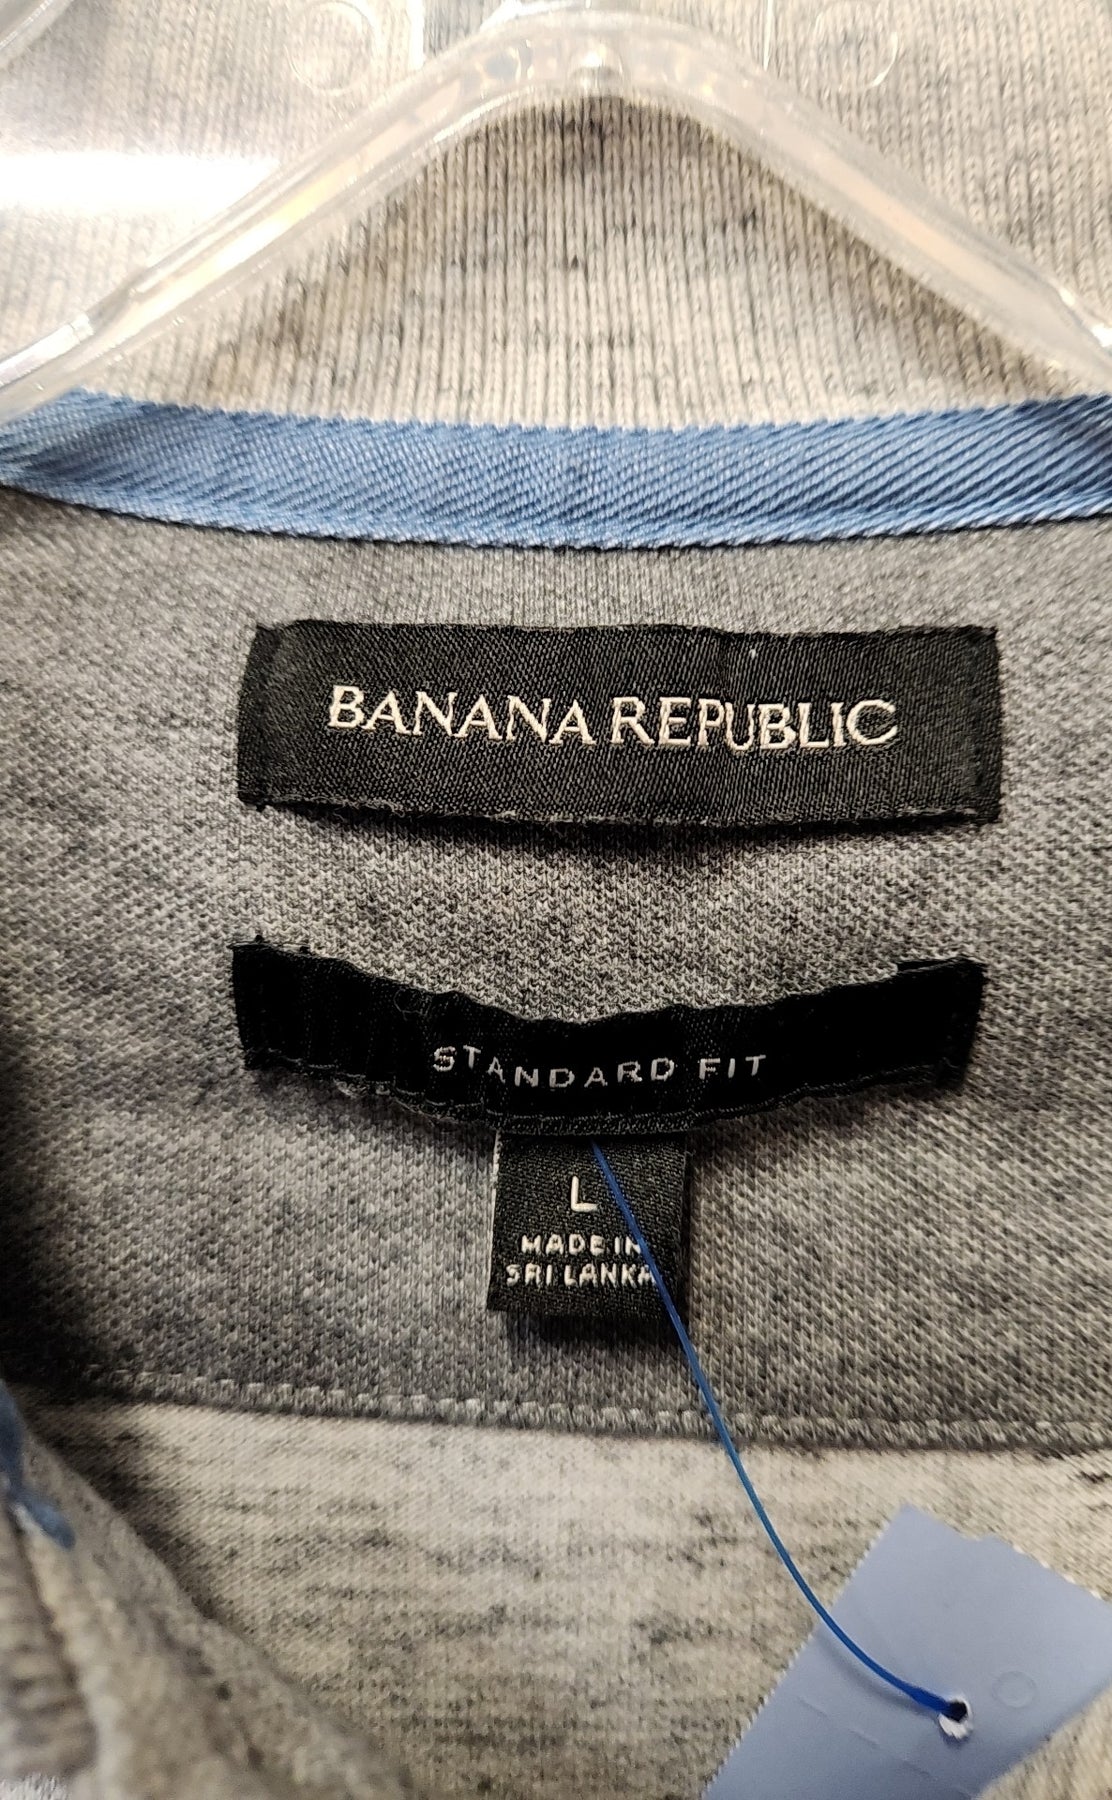 BANANA REPUBLIC
STANDARD FIT
L
MADE IN
SRI LANKA